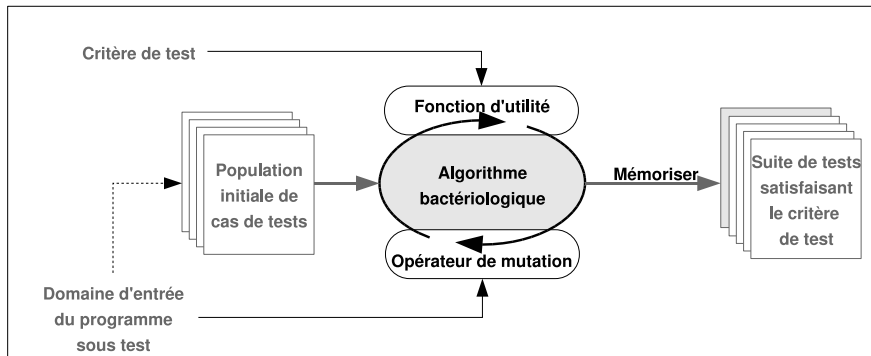 Critère de test
Fonction d'utilité
Population
initiale de
cas de tests
Algorithme
bactériologique
Mémoriser
Suite de tests
satisfaisant
le critère
de test
Opérateur de mutation
Domaine d'entrée
du programme
sous test